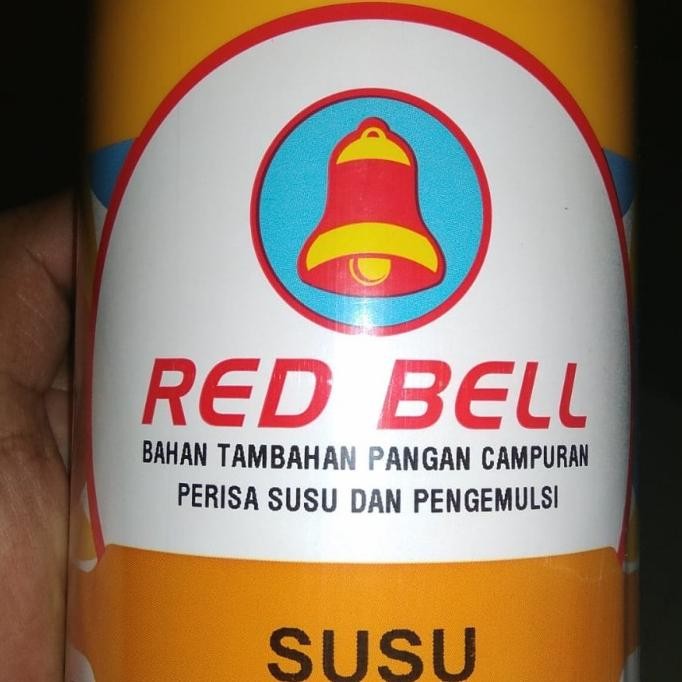 RED BELL
BAHAN TAMBAHAN PANGAN CAMPURAN
PERISA SUSU DAN PENGEMULSI
SUSU